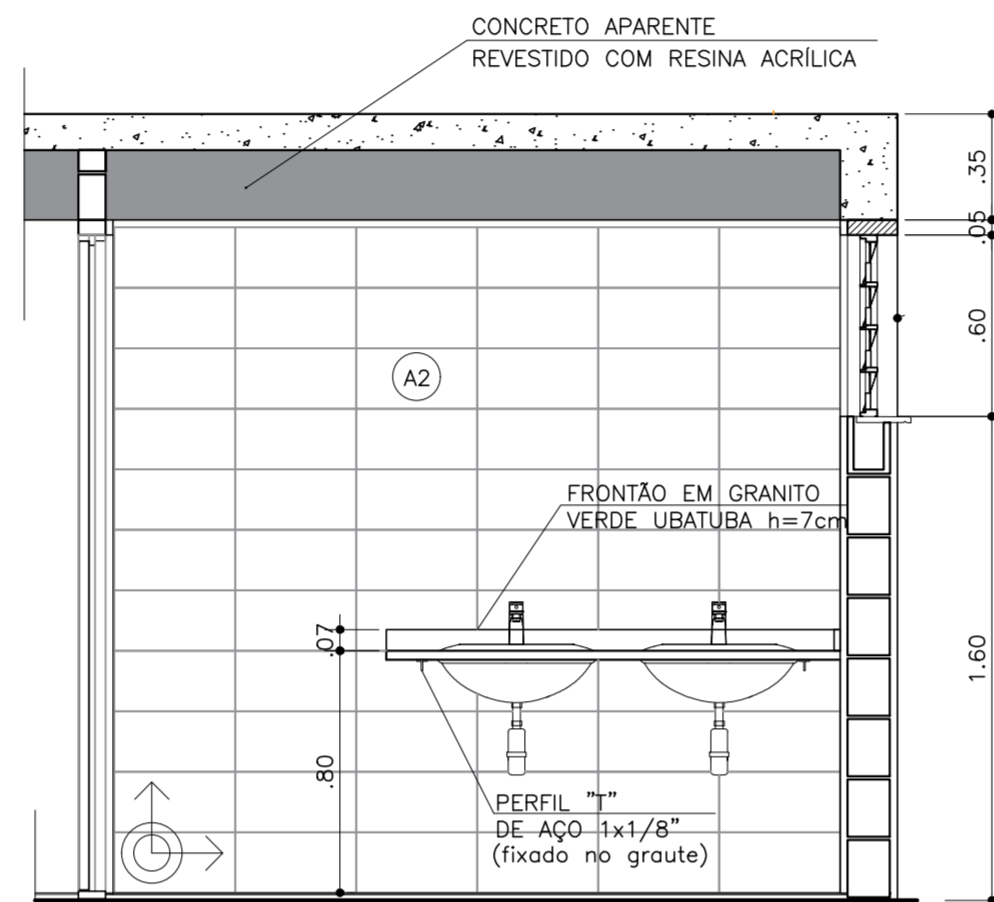 CONCRETO APARENTE
REVESTIDO COM RESINA ACRÍLICA
.35
.05
.60
A2
FRONTÃO EM GRANITO
VERDE UBATUBA h=7cm
.07
1.60
.80
PERFIL "T"
DE AÇO 1x1/8"
(fixado no graute)